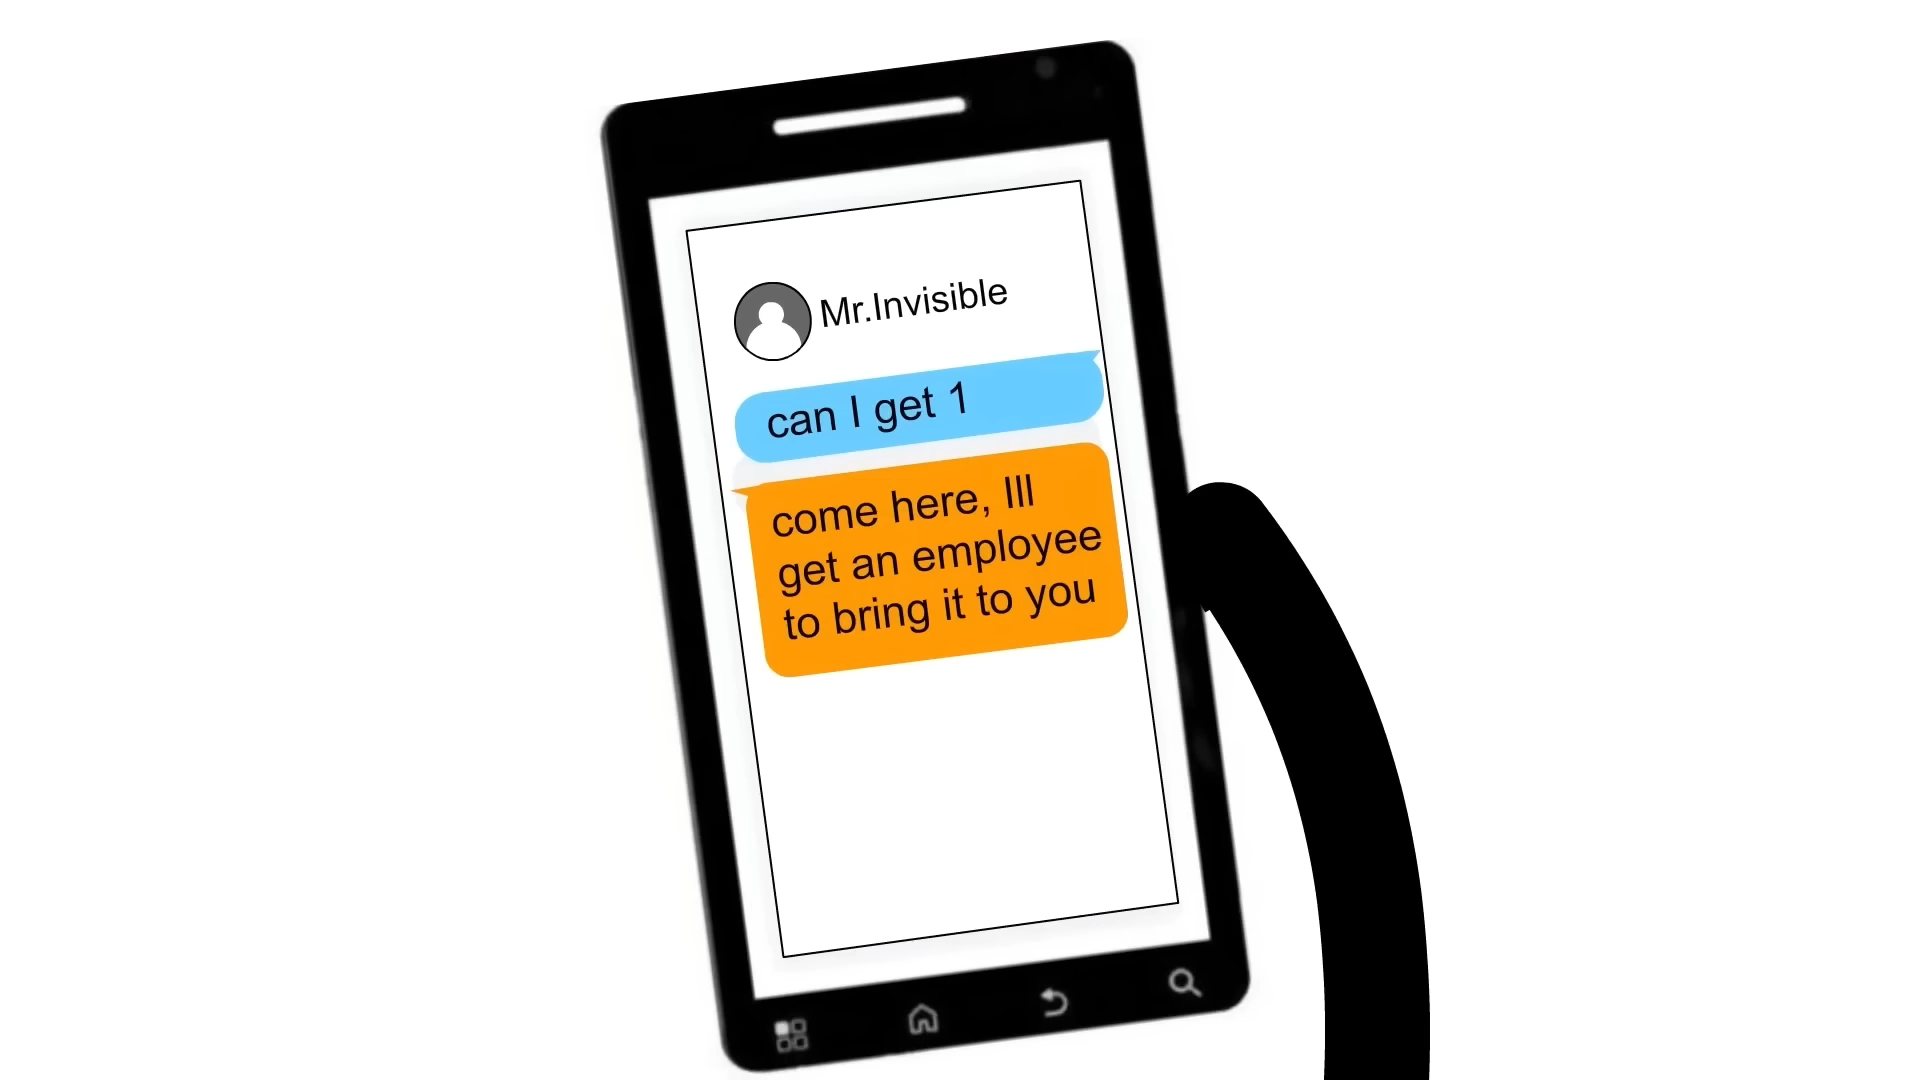 Mr.Invisible
can I get 1
come here, Ill
get an employee
to bring it to you